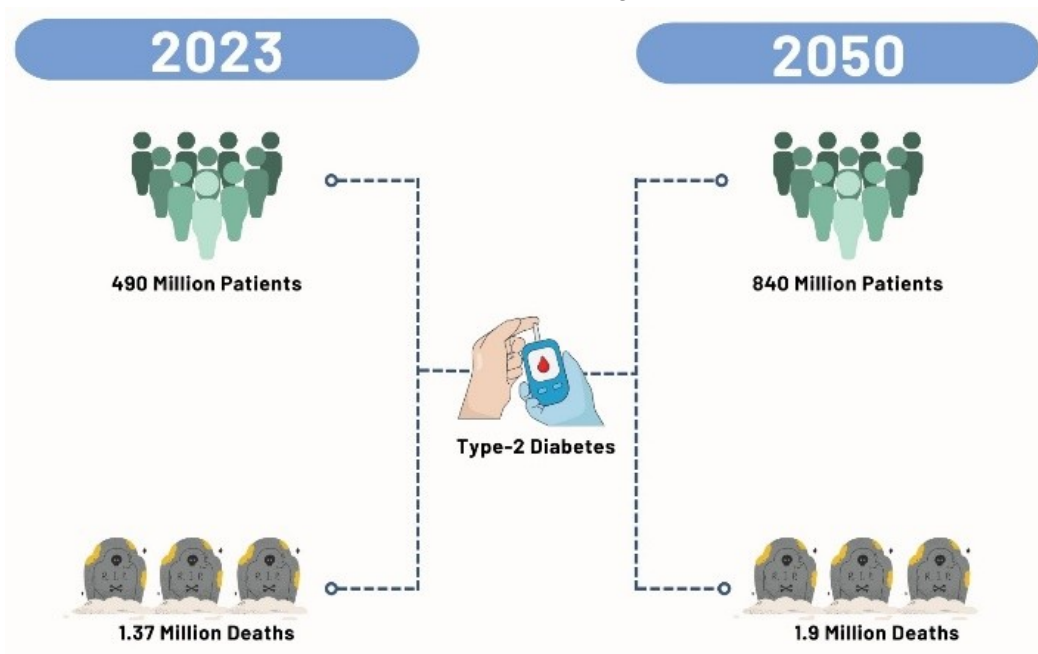 2023
2050
490 Million Patients
840 Million Patients
Type-2 Diabetes
R.I.P
R.I.P
R.I.P
R.I.P
R.I.P
R.I.P
1.37 Million Deaths
1.9 Million Deaths